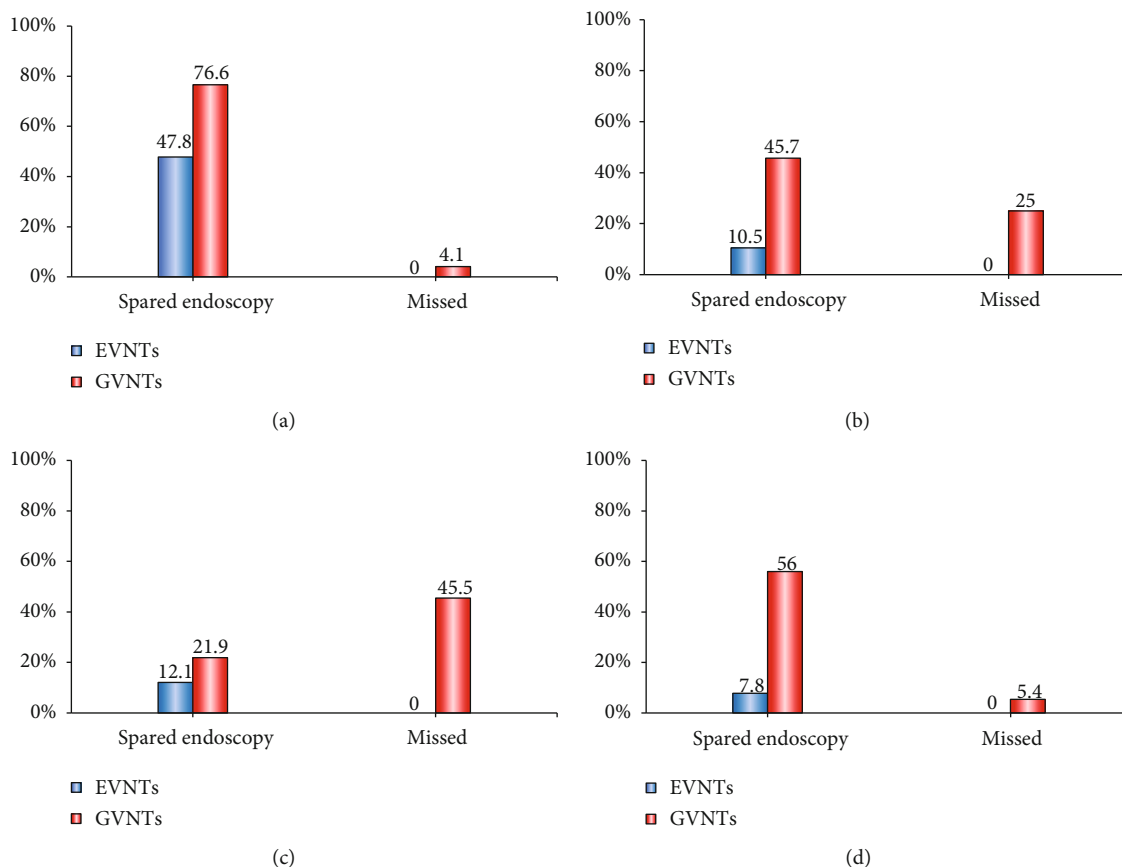 100%
80%
60%
40%
20%
0%
47.8
76.6
0
4.1
Spared endoscopy
Missed
EVNTs
GVNTs
(a)
100%
80%
60%
40%
20%
0%
10.5
45.7
0
25
Spared endoscopy
Missed
EVNTs
GVNTs
(b)
100%
80%
60%
40%
20%
0%
12.1
21.9
0
45.5
Spared endoscopy
Missed
EVNTs
GVNTs
(c)
100%
80%
60%
40%
20%
0%
7.8
56
0
5.4
Spared endoscopy
Missed
EVNTs
GVNTs
(d)